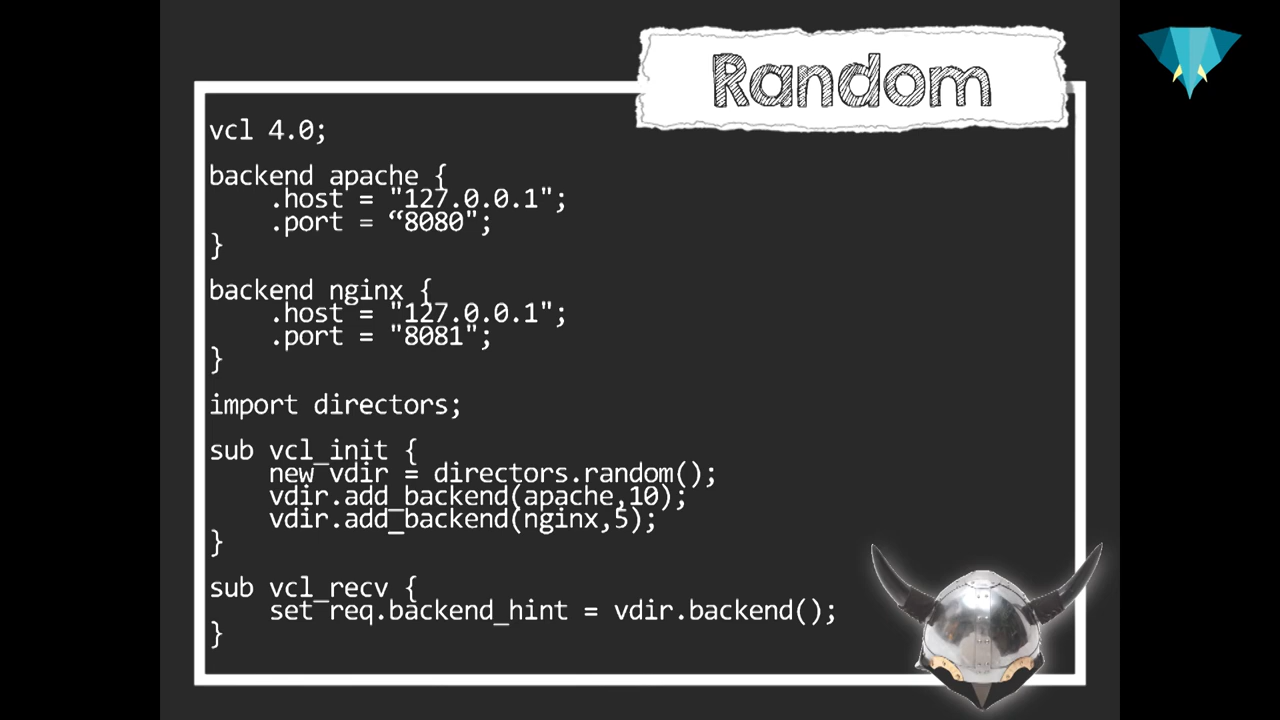 Random
vcl 4.0;
backend apache {
    .host = "127.0.0.1";
    .port = “8080";
}
backend nginx {
    .host = "127.0.0.1";
    .port = "8081";
}
import directors;
sub vcl_init {
    new vdir = directors.random();
    vdir.add_backend(apache,10);
    vdir.add_backend(nginx,5);
}
sub vcl_recv {
    set req.backend_hint = vdir.backend();
}